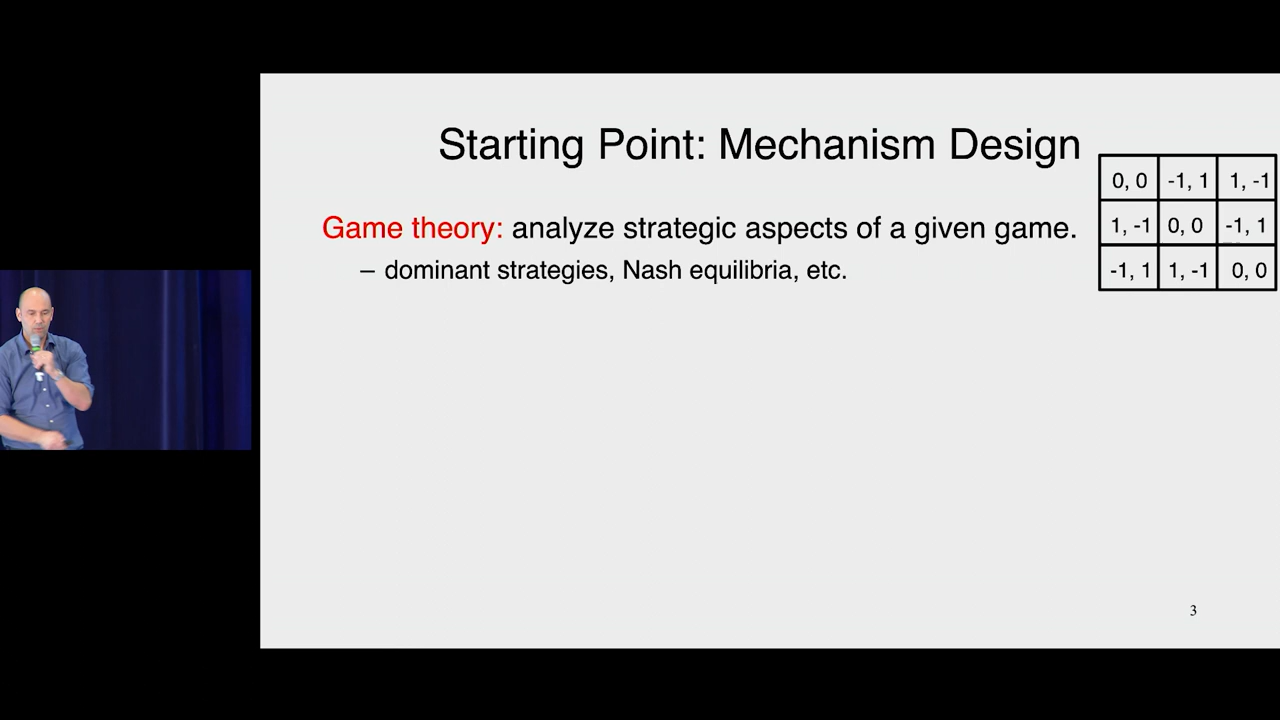 Starting Point: Mechanism Design
Game theory: analyze strategic aspects of a given game.
– dominant strategies, Nash equilibria, etc.
0, 0 -1, 1 1, -1
1, -1 0, 0 -1, 1
-1, 1 1, -1 0, 0
3